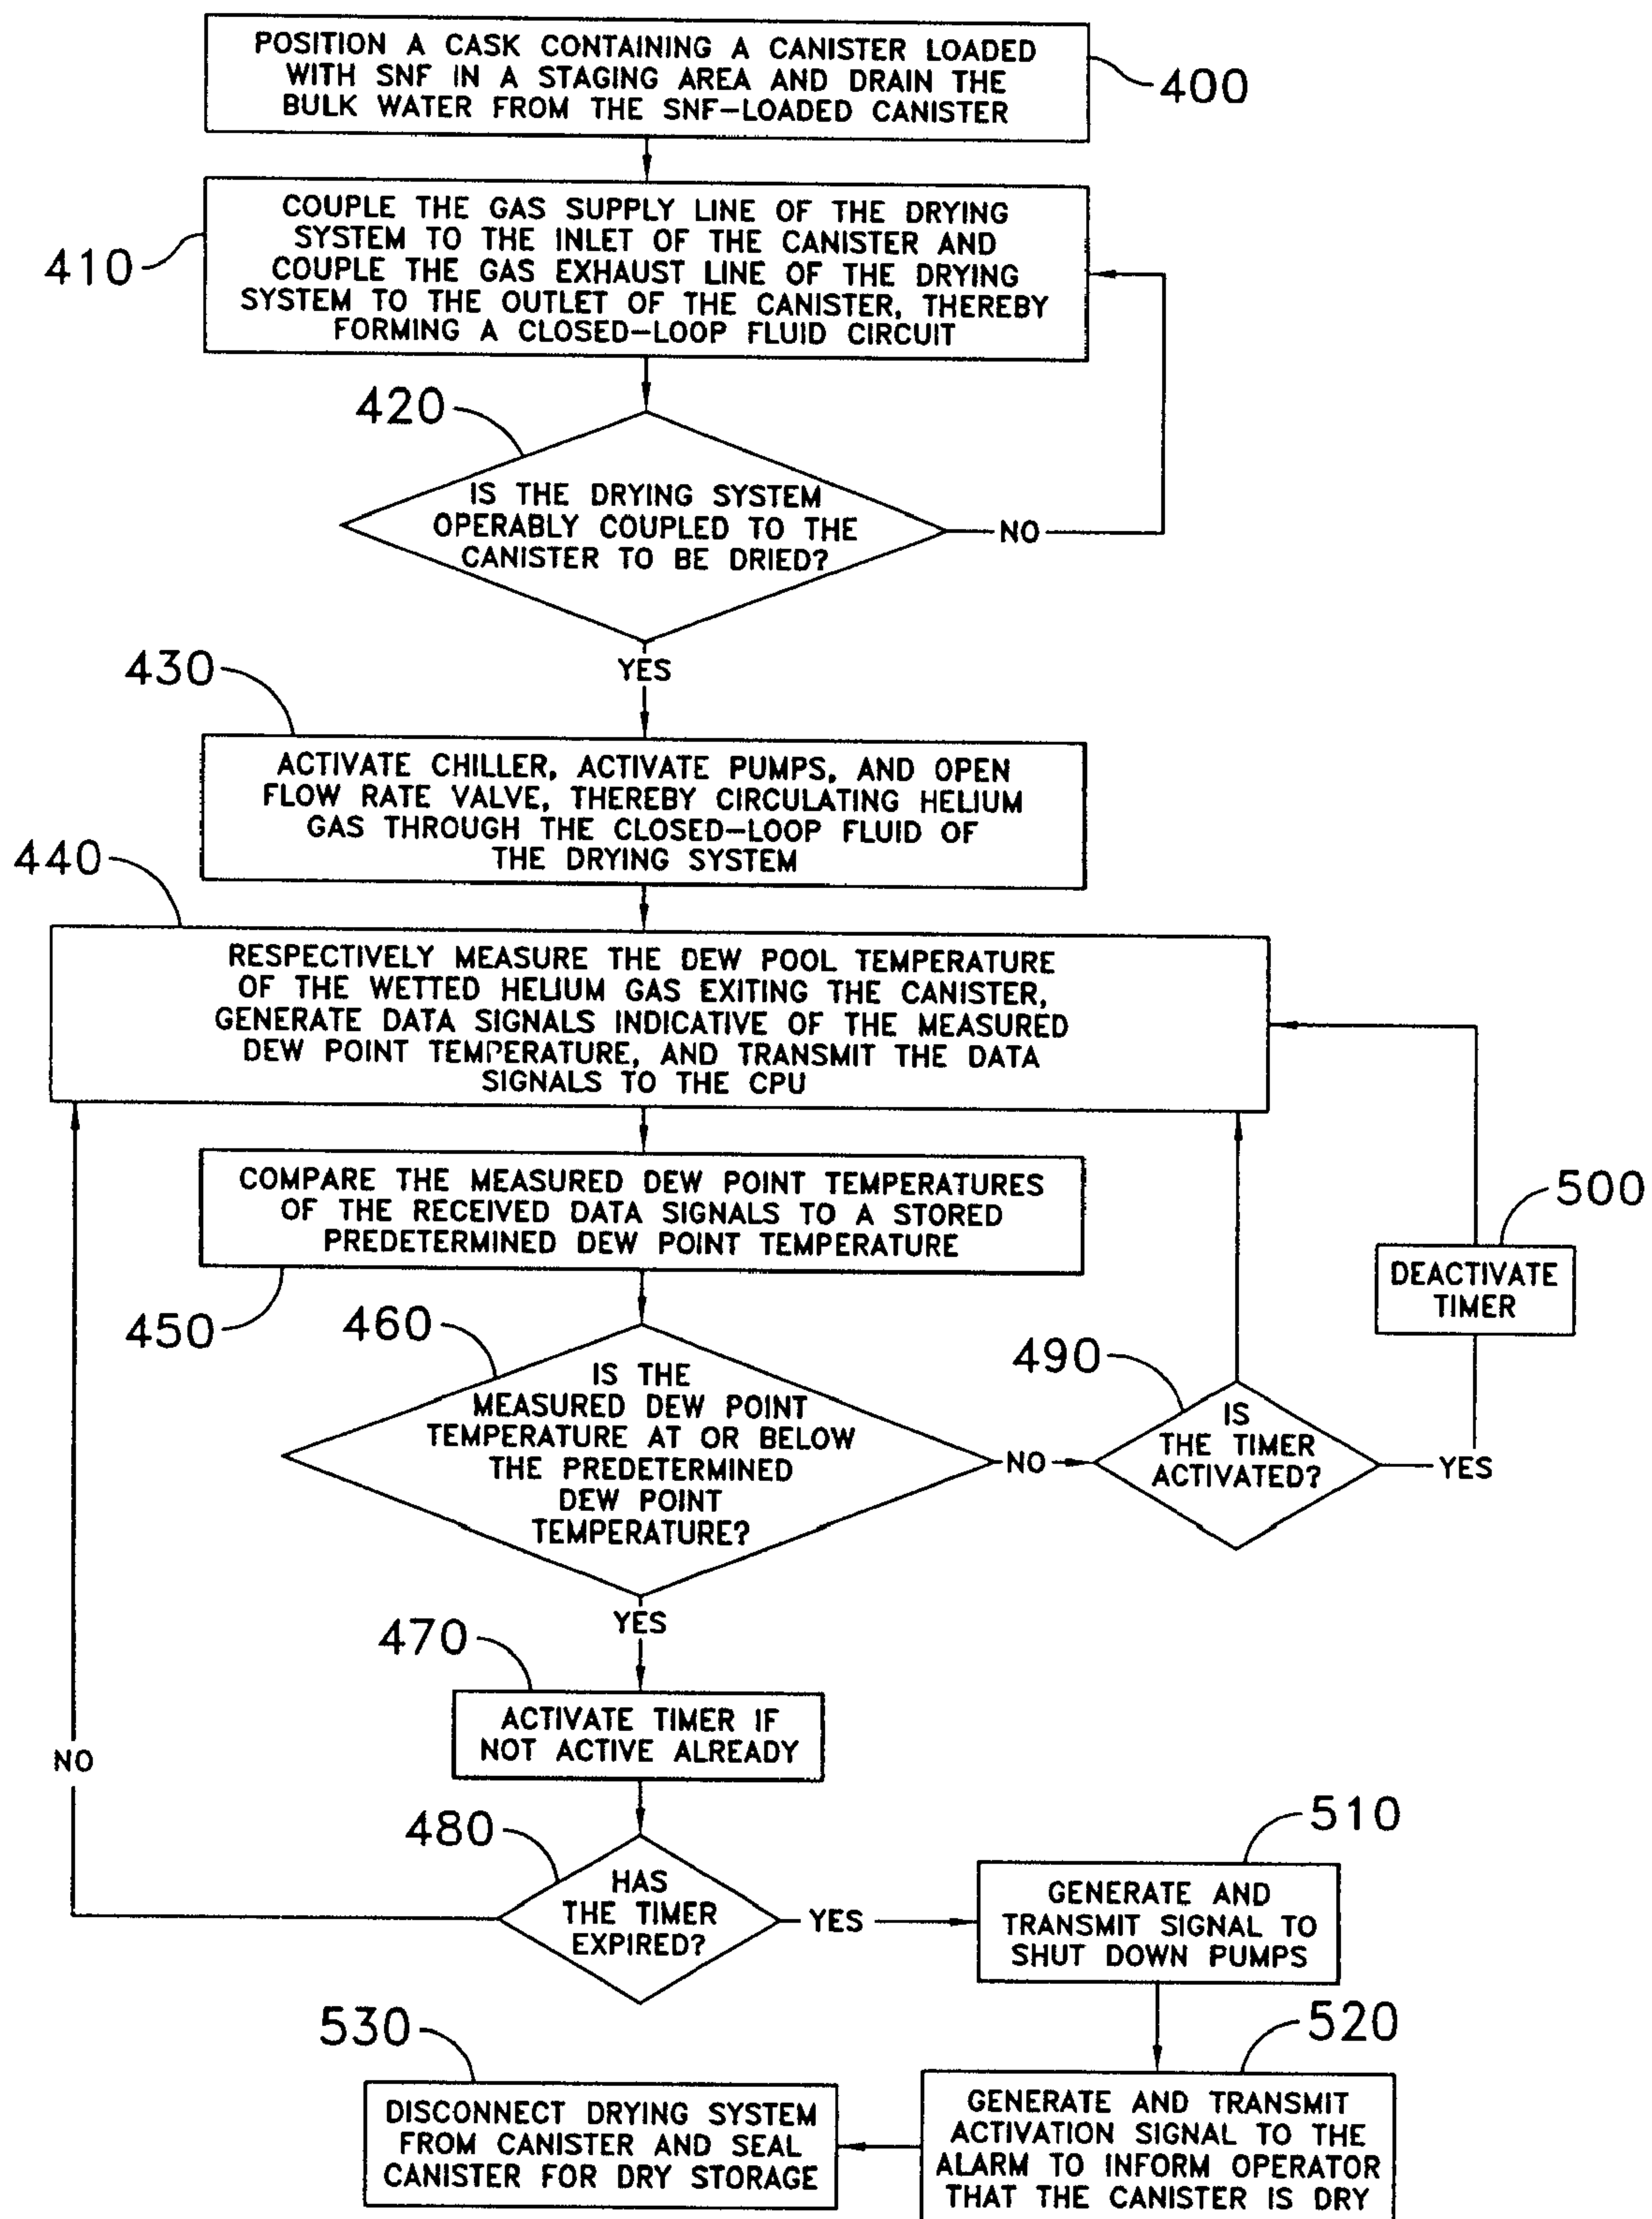 POSITION A CASK CONTAINING A CANISTER LOADED
WITH SNF IN A STAGING AREA AND DRAIN THE
BULK WATER FROM THE SNF-LOADED CANISTER
400
COUPLE THE GAS SUPPLY LINE OF THE DRYING
SYSTEM TO THE INLET OF THE CANISTER AND
COUPLE THE GAS EXHAUST LINE OF THE DRYING
SYSTEM TO THE OUTLET OF THE CANISTER, THEREBY
FORMING A CLOSED-LOOP FLUID CIRCUIT
410
420
IS THE DRYING SYSTEM
OPERABLY COUPLED TO THE
CANISTER TO BE DRIED?
NO
YES
430
ACTIVATE CHILLER, ACTIVATE PUMPS, AND OPEN
FLOW RATE VALVE, THEREBY CIRCULATING HELIUM
GAS THROUGH THE CLOSED-LOOP FLUID OF
THE DRYING SYSTEM
440
RESPECTIVELY MEASURE THE DEW POOL TEMPERATURE
OF THE WETTED HELIUM GAS EXITING THE CANISTER,
GENERATE DATA SIGNALS INDICATIVE OF THE MEASURED
DEW POINT TEMPERATURE, AND TRANSMIT THE DATA
SIGNALS TO THE CPU
COMPARE THE MEASURED DEW POINT TEMPERATURES
OF THE RECEIVED DATA SIGNALS TO A STORED
PREDETERMINED DEW POINT TEMPERATURE
450
500
DEACTIVATE
TIMER
460
IS THE
MEASURED DEW POINT
TEMPERATURE AT OR BELOW
THE PREDETERMINED
DEW POINT
TEMPERATURE?
NO
490
IS
THE TIMER
ACTIVATED?
YES
YES
470
ACTIVATE TIMER IF
NOT ACTIVE ALREADY
NO
480
HAS
THE TIMER
EXPIRED?
YES
510
GENERATE AND
TRANSMIT SIGNAL TO
SHUT DOWN PUMPS
520
GENERATE AND TRANSMIT
ACTIVATION SIGNAL TO THE
ALARM TO INFORM OPERATOR
THAT THE CANISTER IS DRY
530
DISCONNECT DRYING SYSTEM
FROM CANISTER AND SEAL
CANISTER FOR DRY STORAGE